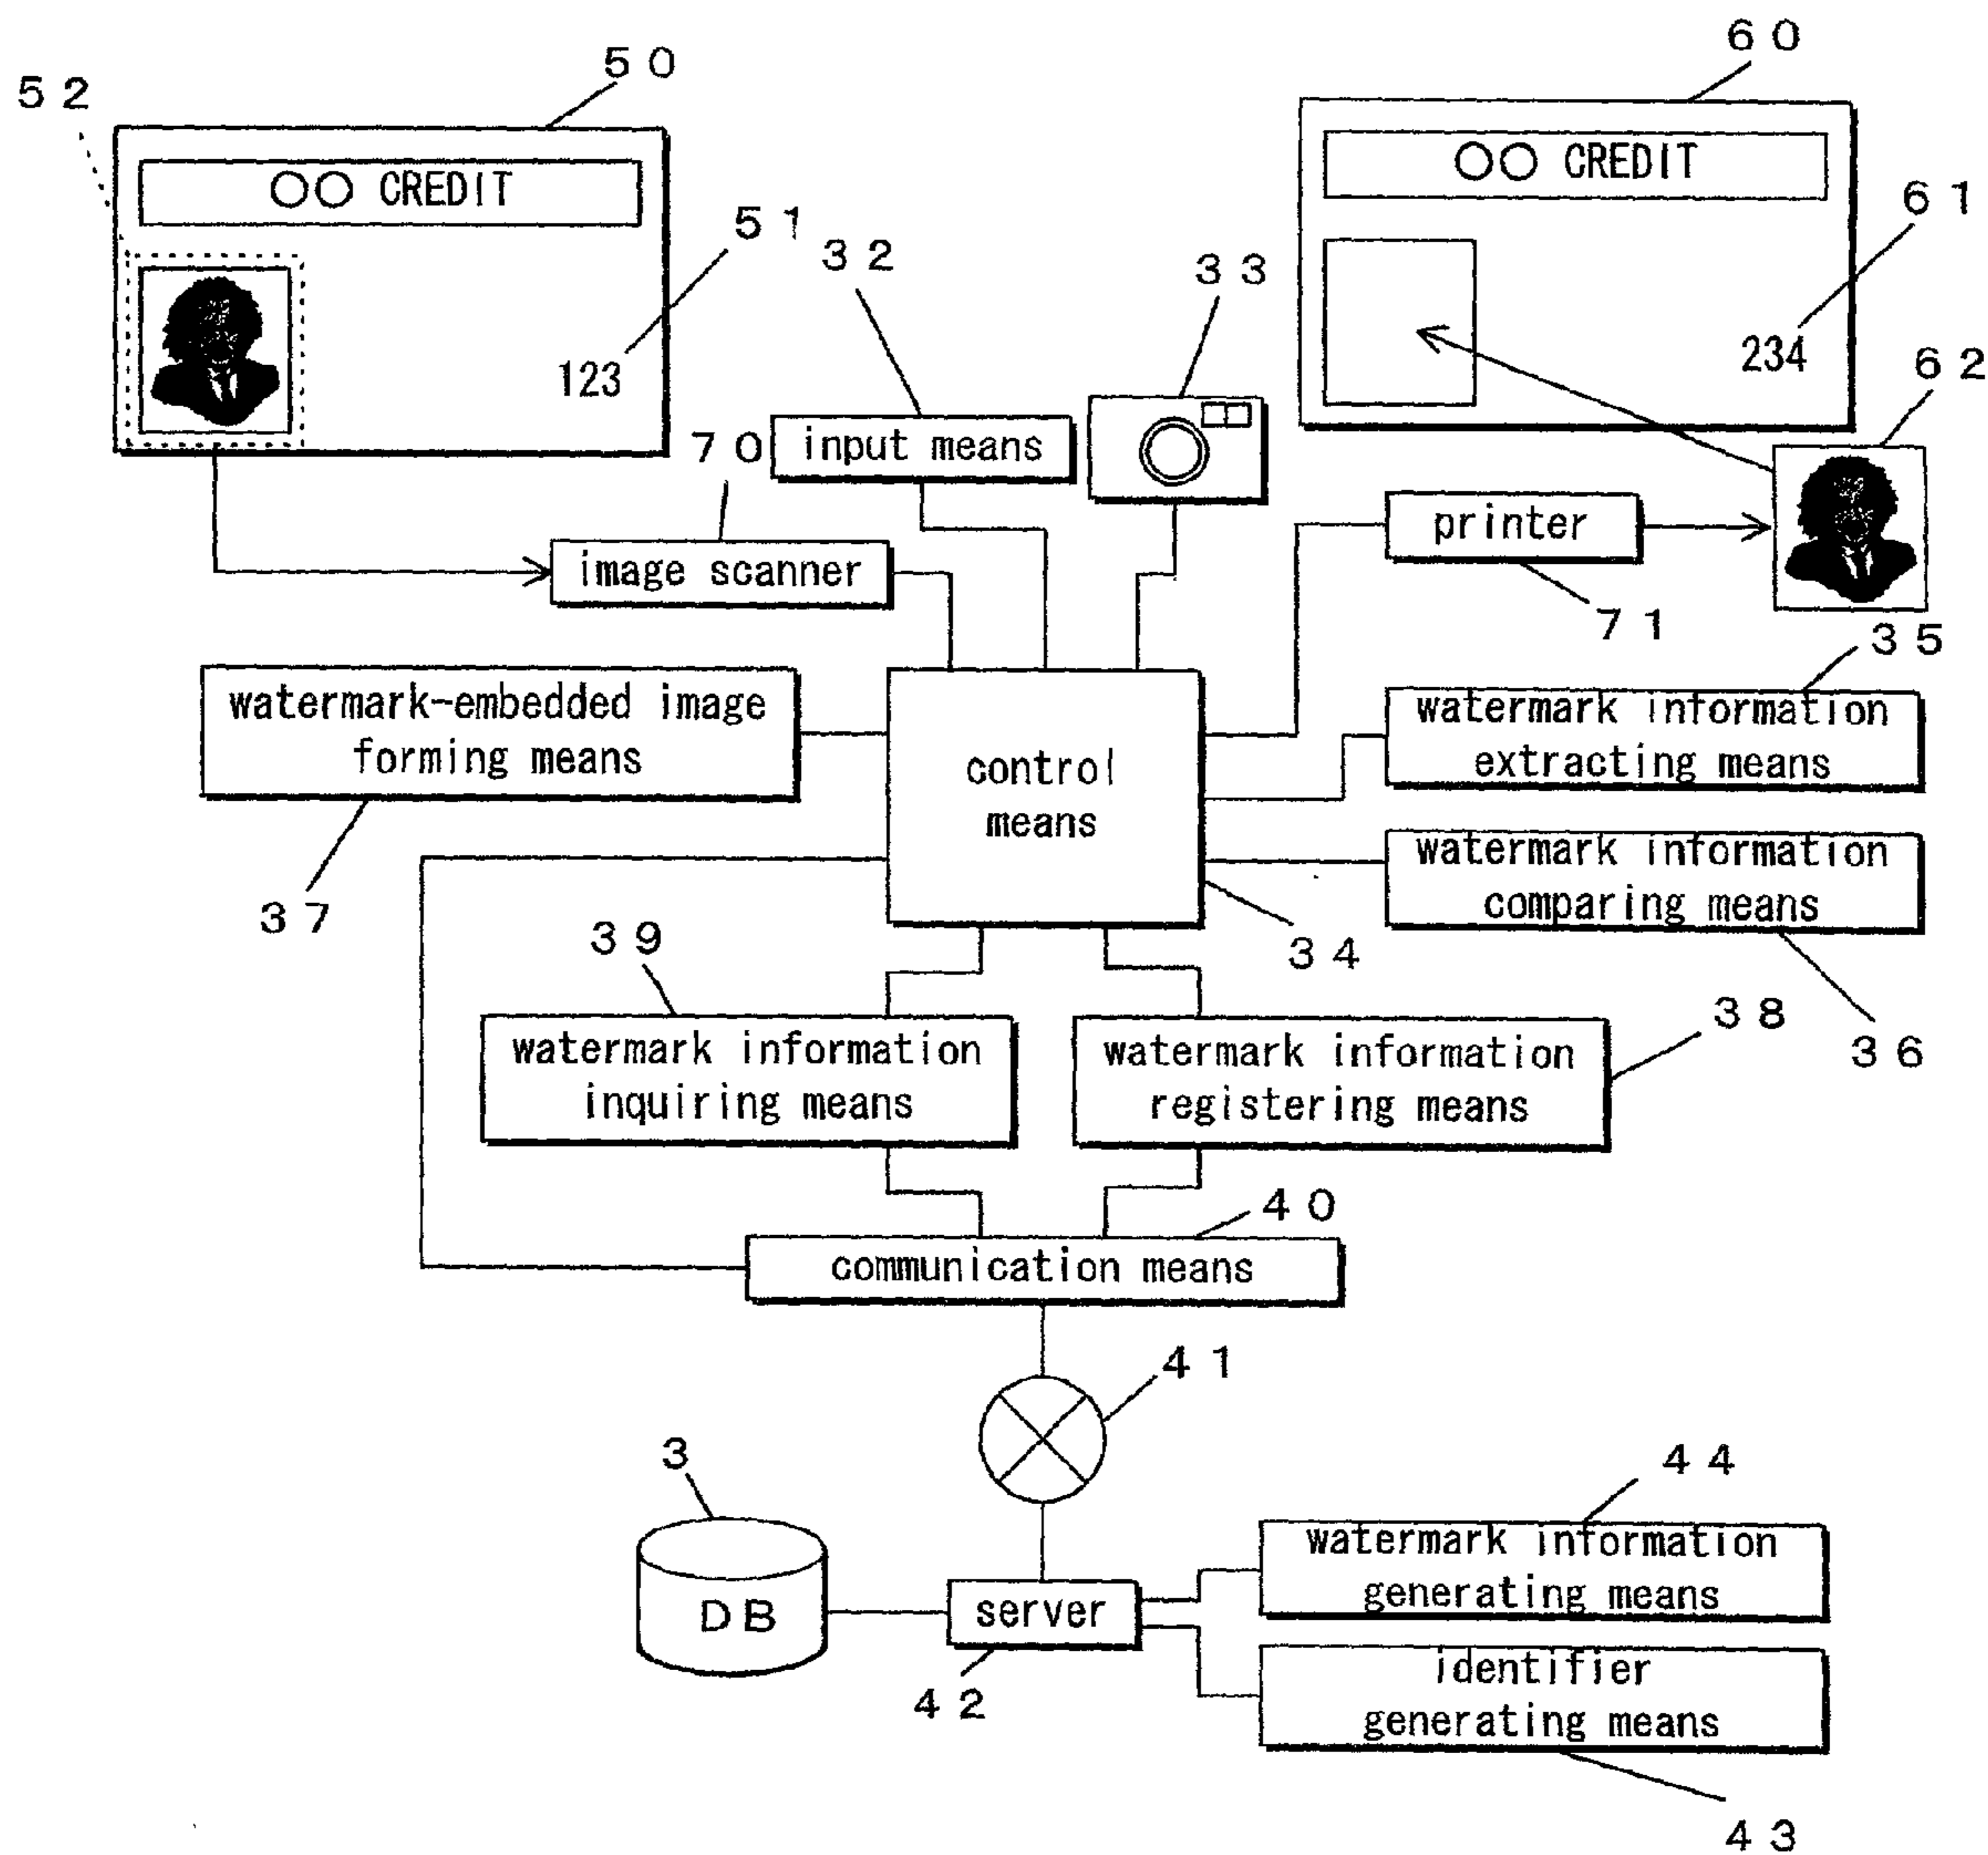 50
60
52
○○ CREDIT
○○ CREDIT
51
61
32
33
123
234
62
70
input means
printer
image scanner
71
35
watermark-embedded image
forming means
control
means
watermark information
extracting means
watermark information
comparing means
37
39
34
38
36
watermark information
inquiring means
watermark information
registering means
40
communication means
41
3
44
DB
server
watermark information
generating means
42
identifier
generating means
43